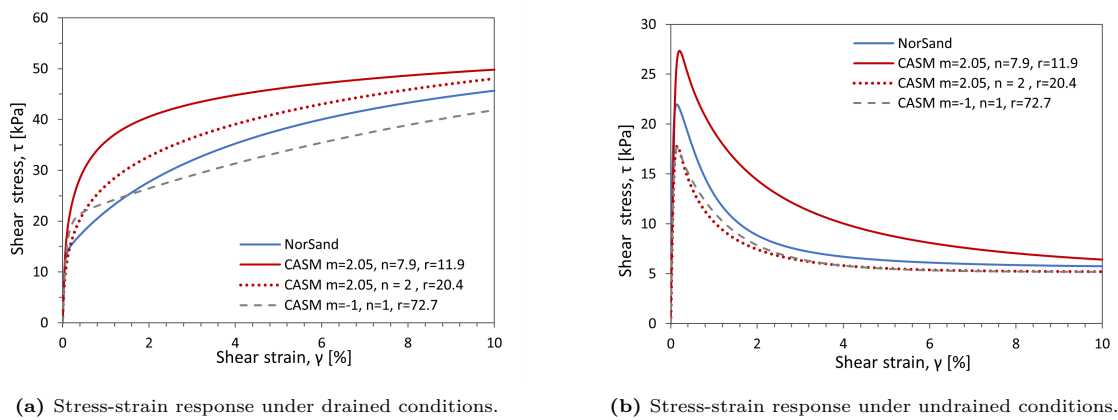 60
50
40
30
20
10
0
Shear stress, τ [kPa]
NorSand
CASM m=2.05, n=7.9, r=11.9
CASM m=2.05, n = 2 , r=20.4
CASM m=-1, n=1, r=72.7
0 2 4 6 8 10
Shear strain, γ [%]
(a) Stress-strain response under drained conditions.
30
25
20
15
10
5
0
Shear stress, τ [kPa]
NorSand
CASM m=2.05, n=7.9, r=11.9
CASM m=2.05, n = 2 , r=20.4
CASM m=-1, n=1, r=72.7
0 2 4 6 8 10
Shear strain, γ [%]
(b) Stress-strain response under undrained conditions.